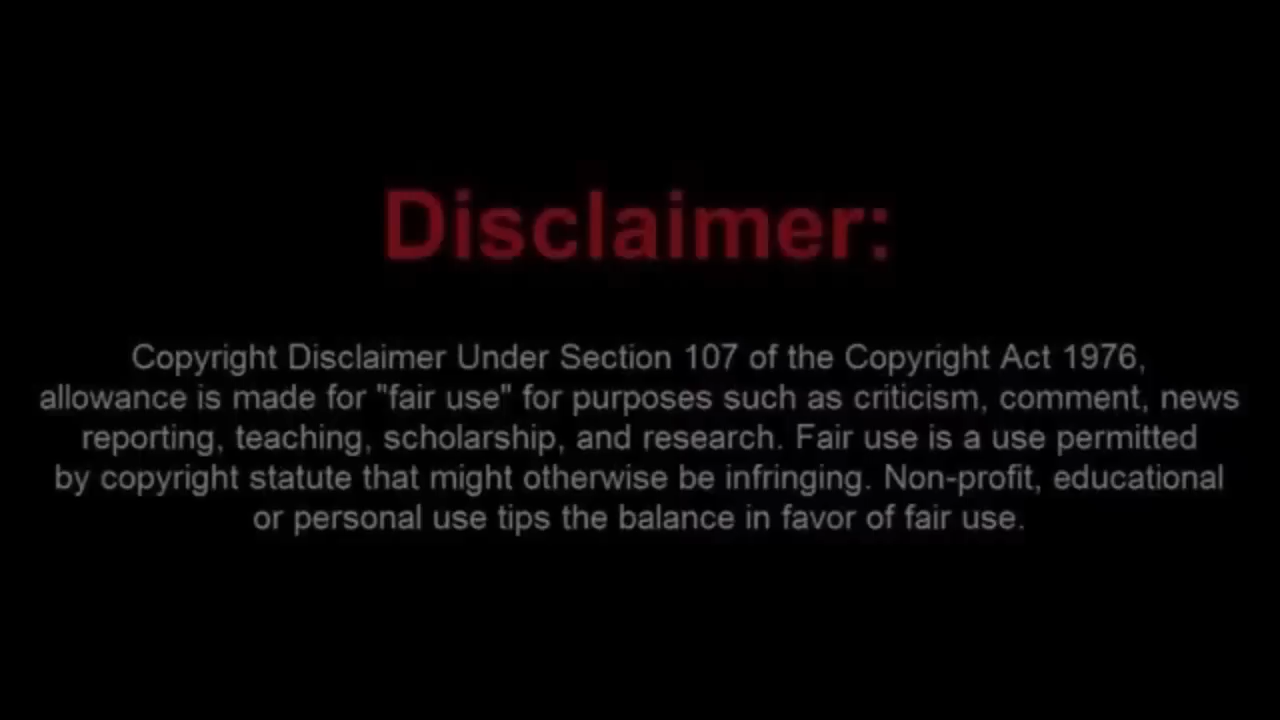 Disclaimer:
Copyright Disclaimer Under Section 107 of the Copyright Act 1976,
allowance is made for "fair use" for purposes such as criticism, comment, news
reporting, teaching, scholarship, and research. Fair use is a use permitted
by copyright statute that might otherwise be infringing. Non-profit, educational
or personal use tips the balance in favor of fair use.